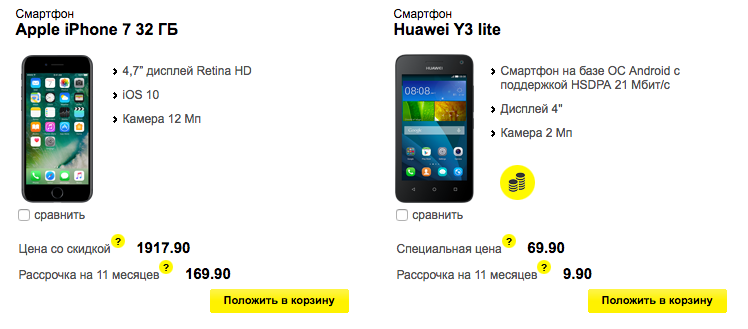 Смартфон
Apple iPhone 7 32 ГБ
4,7" дисплей Retina HD
iOS 10
Камера 12 Мп
сравнить
Цена со скидкой ? 1917.90
Рассрочка на 11 месяцев ? 169.90
Положить в корзину
Смартфон
Huawei Y3 lite
HUAWEI
08:08
Смартфон на базе ОС Android с
поддержкой HSDPA 21 Мбит/с
Дисплей 4"
Камера 2 Мп
сравнить
Специальная цена ? 69.90
Рассрочка на 11 месяцев ? 9.90
Положить в корзину